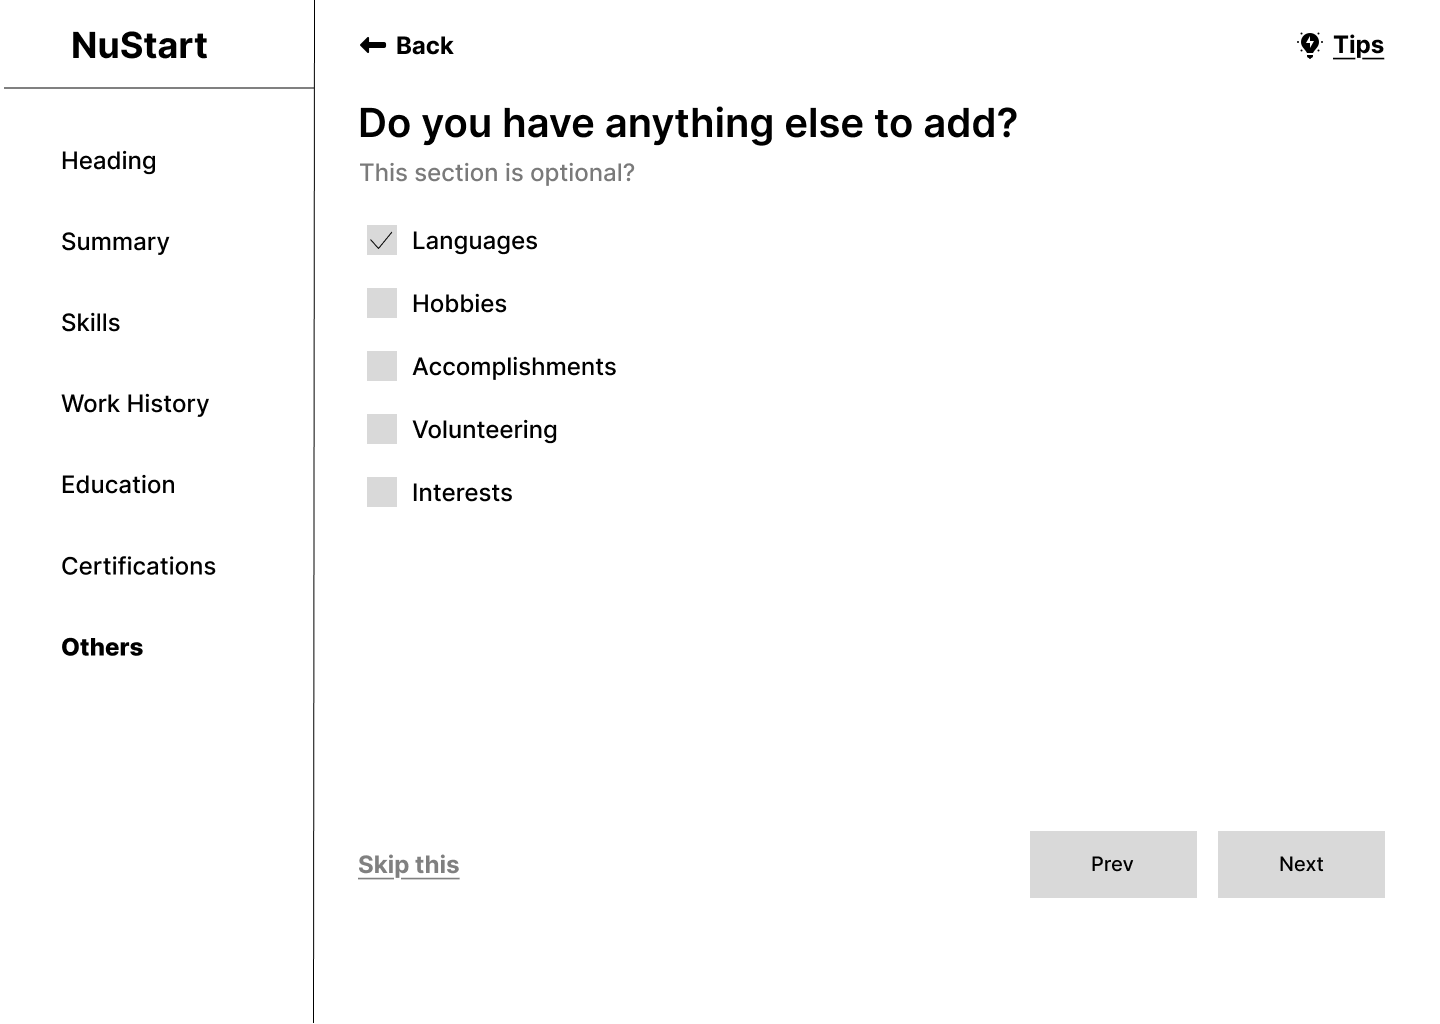 NuStart
Heading
Summary
Skills
Work History
Education
Certifications
Others
Back
Tips
Do you have anything else to add?
This section is optional?
Languages
Hobbies
Accomplishments
Volunteering
Interests
Skip this
Prev
Next